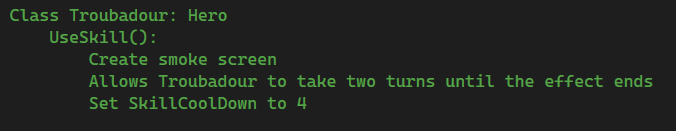 Class Troubadour: Hero
    UseSkill():
        Create smoke screen
        Allows Troubadour to take two turns until the effect ends
        Set SkillCoolDown to 4